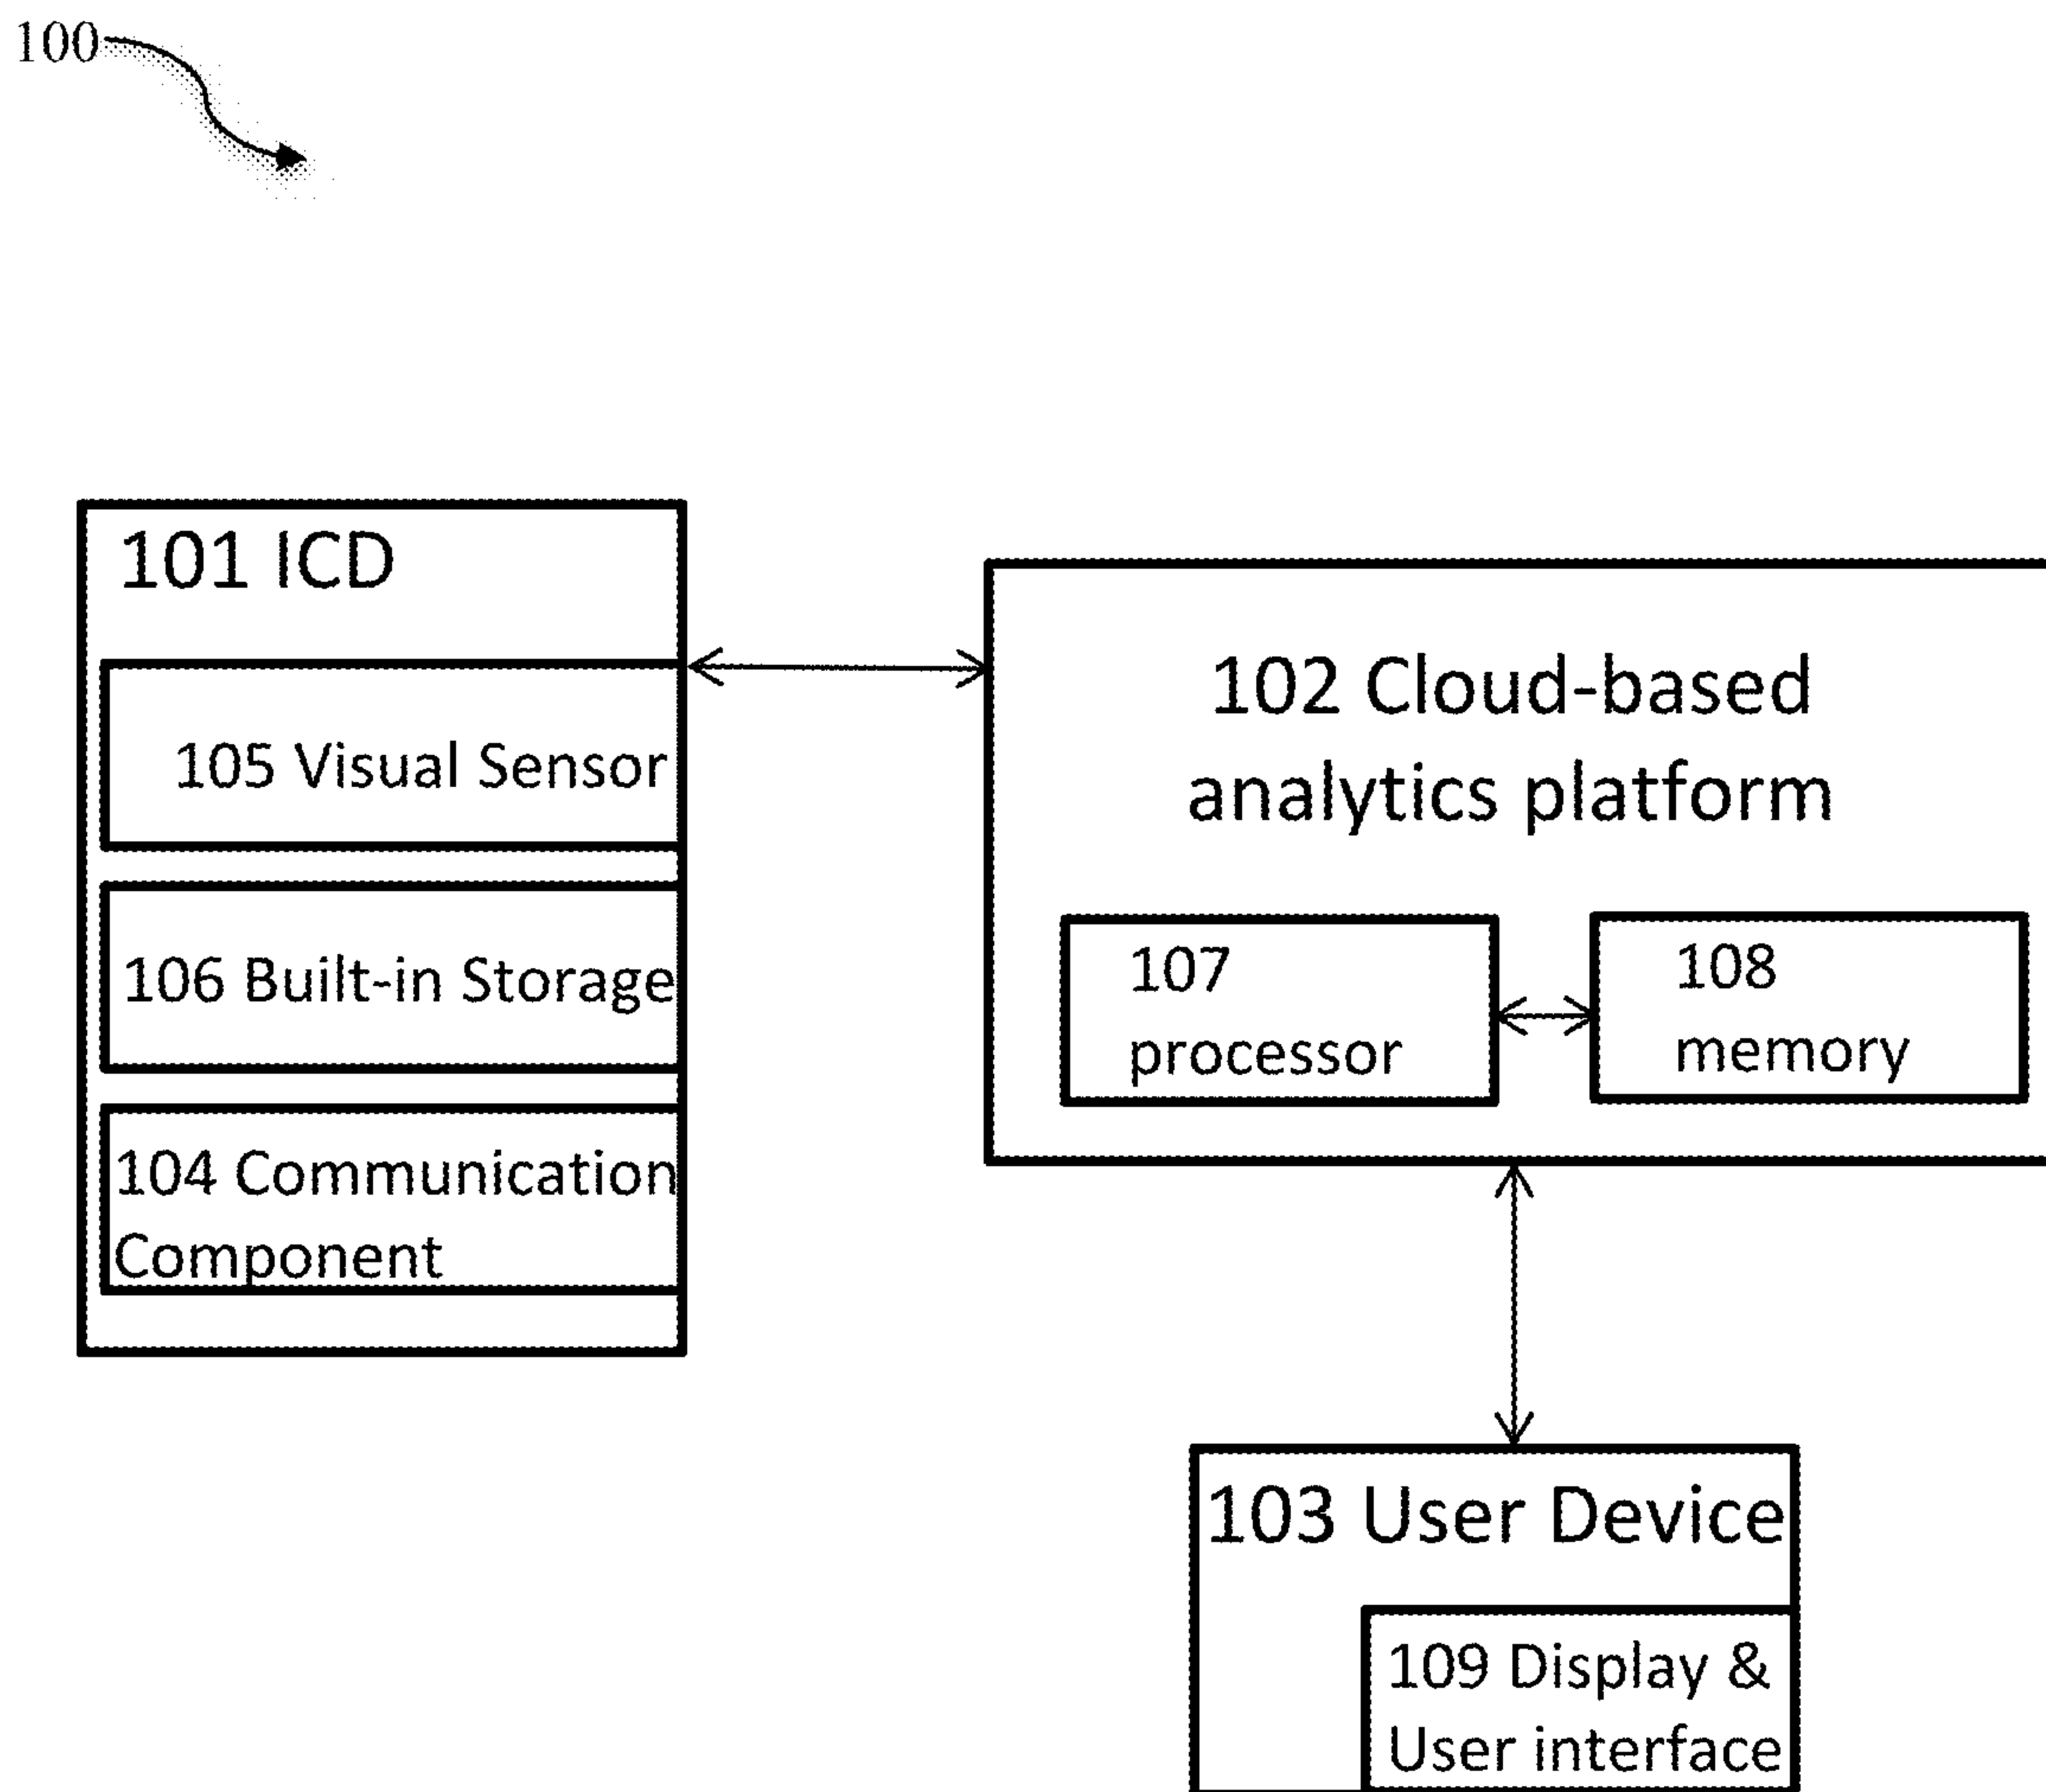 100
101 ICD
105 Visual Sensor
106 Built-in Storage
104 Communication
Component
102 Cloud-based
analytics platform
107
processor
108
memory
103 User Device
109 Display &
User interface